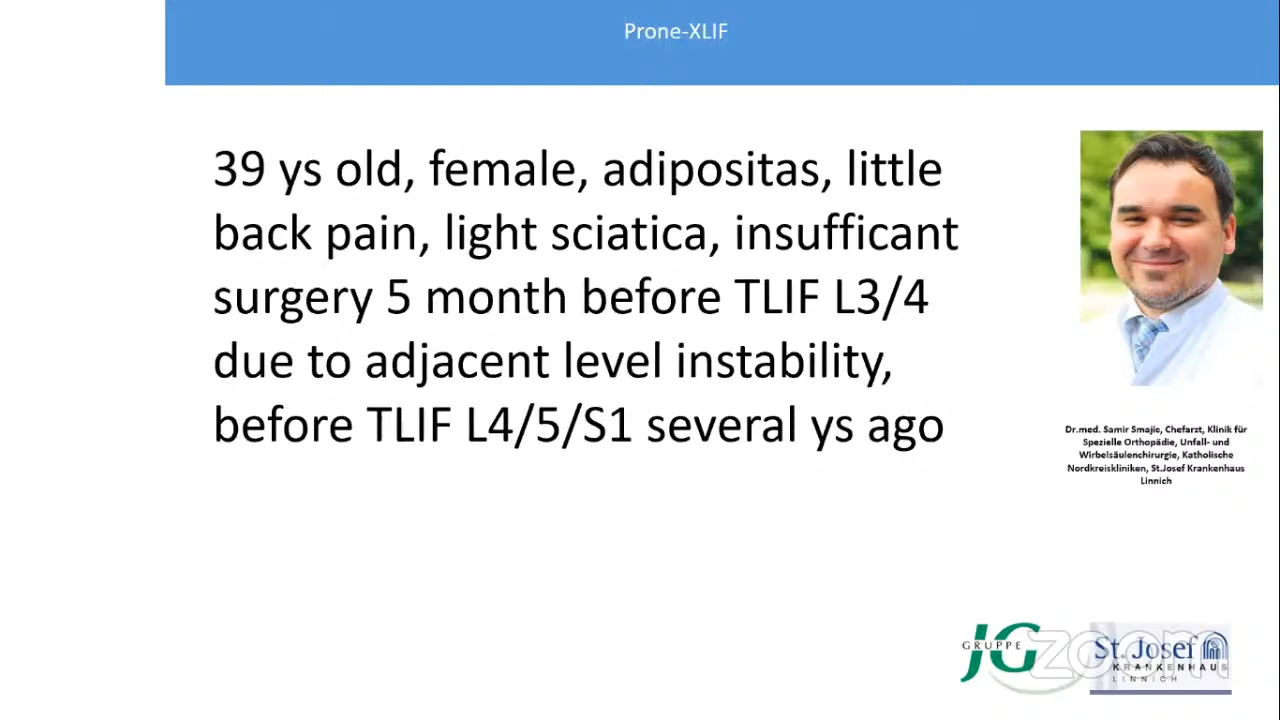 Prone-XLIF
39 ys old, female, adipositas, little
back pain, light sciatica, insufficant
surgery 5 month before TLIF L3/4
due to adjacent level instability,
before TLIF L4/5/S1 several ys ago
Dr.med. Samir Smajic, Chefarzt, Klinik für
Spezielle Orthopädie, Unfall- und
Wirbelsäulenchirurgie, Katholische
Nordkreiskliniken, St.Josef Krankenhaus
Linnich
JG
GRUPPE
zoom
St. Josef
KRANKENHAUS
LINNICH